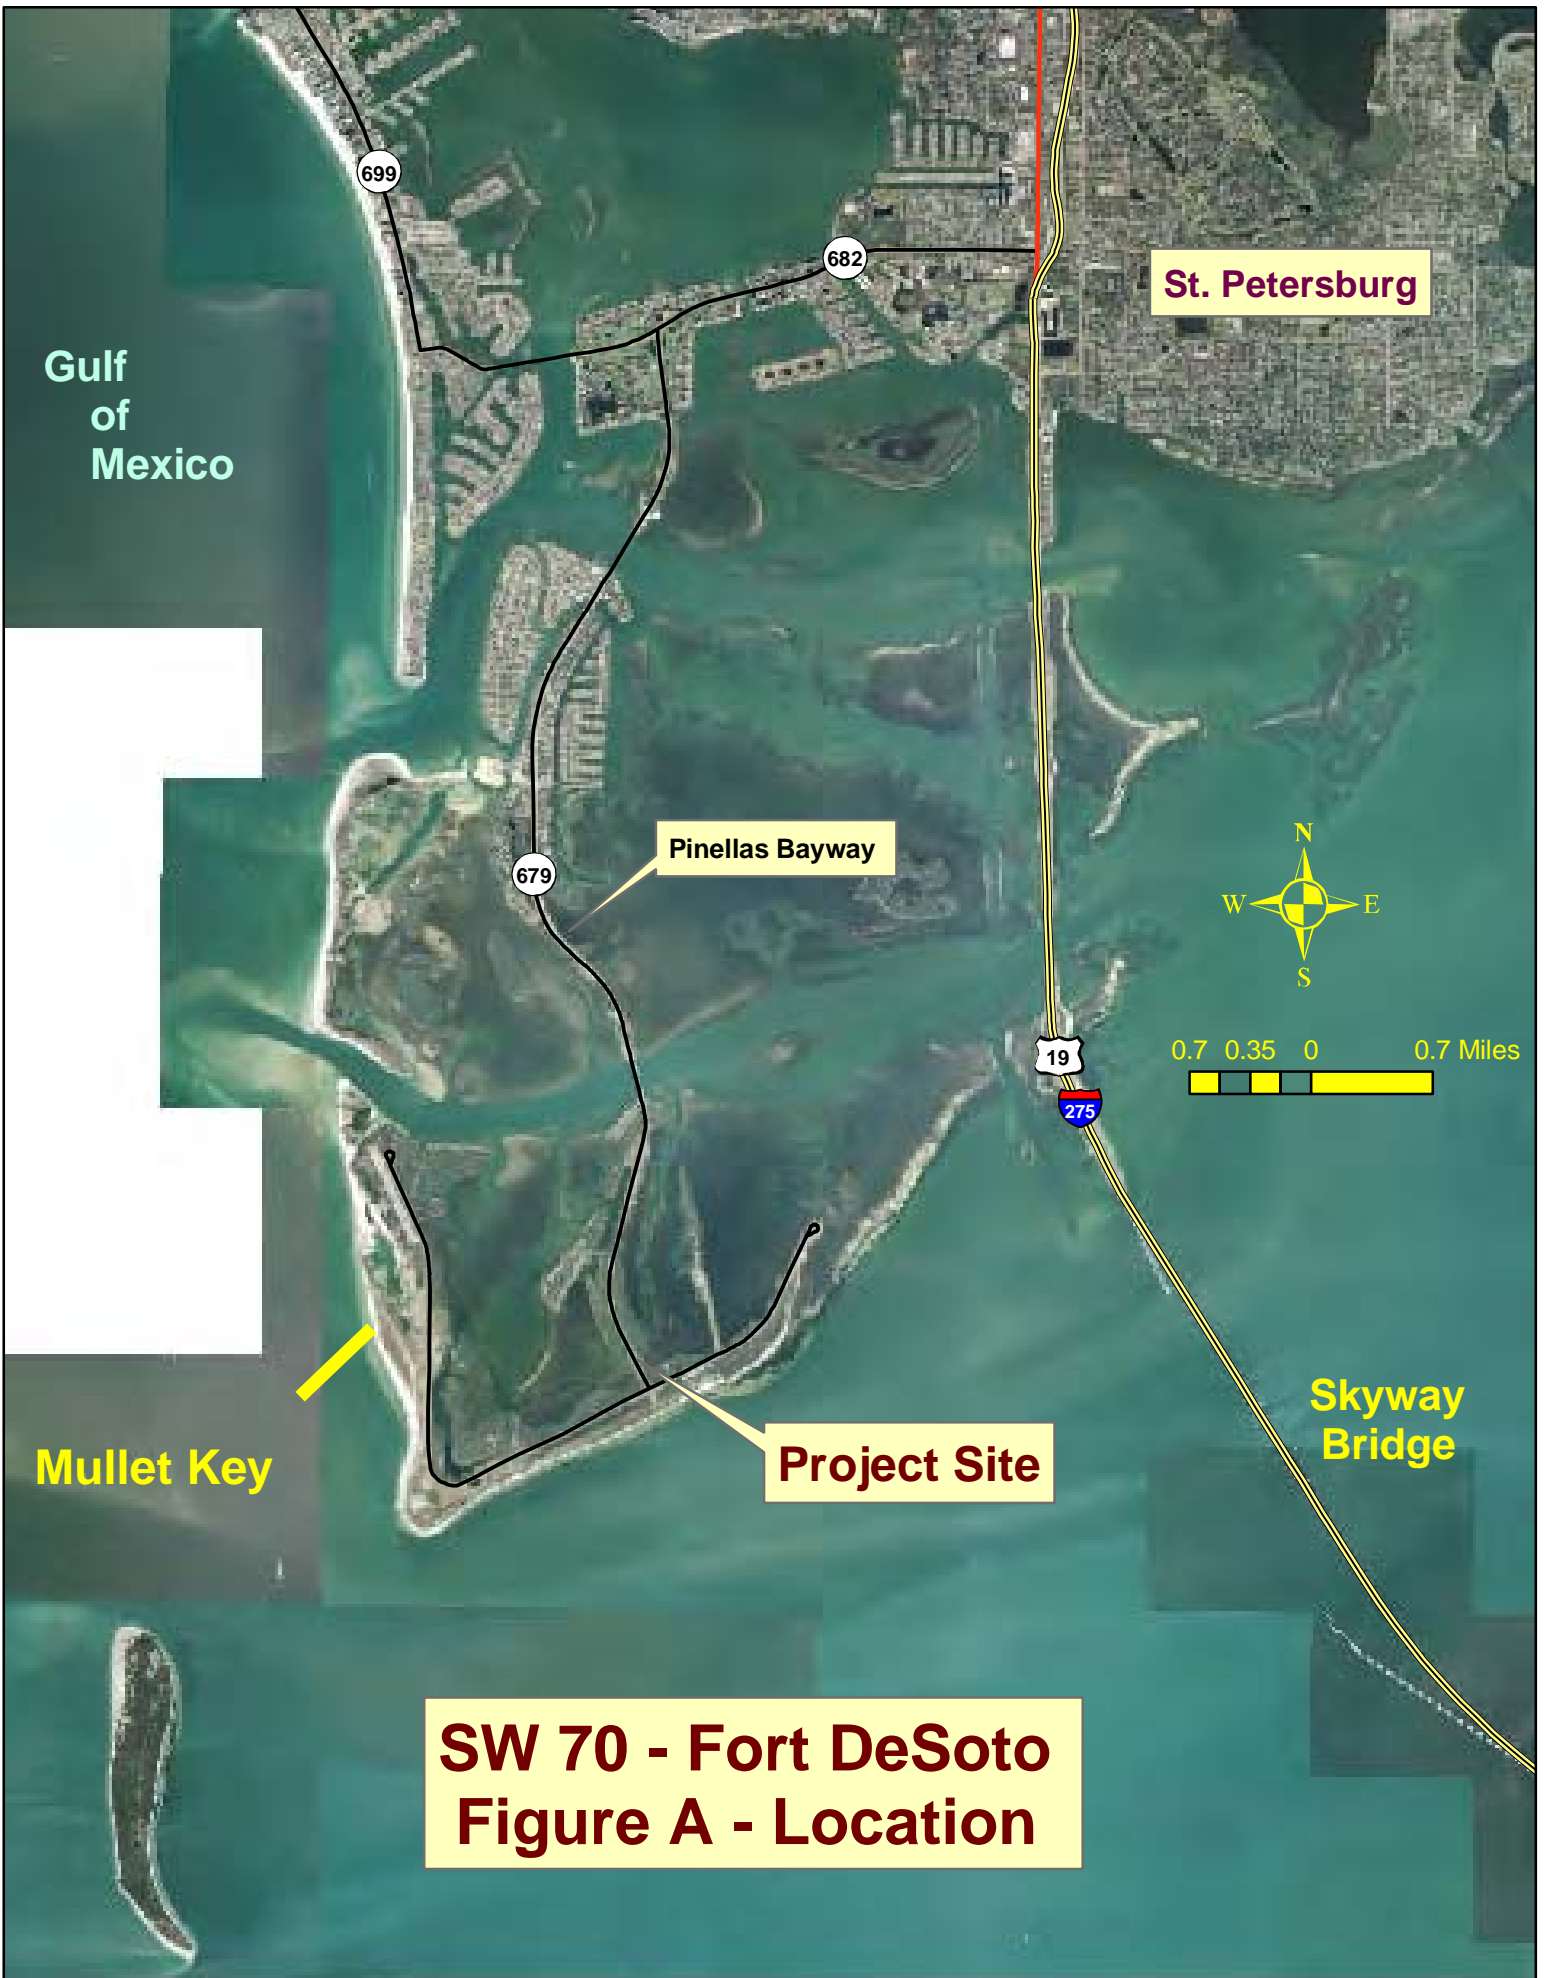 699
682
St. Petersburg
Gulf
of
Mexico
Pinellas Bayway
679
N
W E
S
19
0.7 0.35 0 0.7 Miles
275
Skyway
Bridge
Mullet Key
Project Site
SW 70 - Fort DeSoto
Figure A - Location